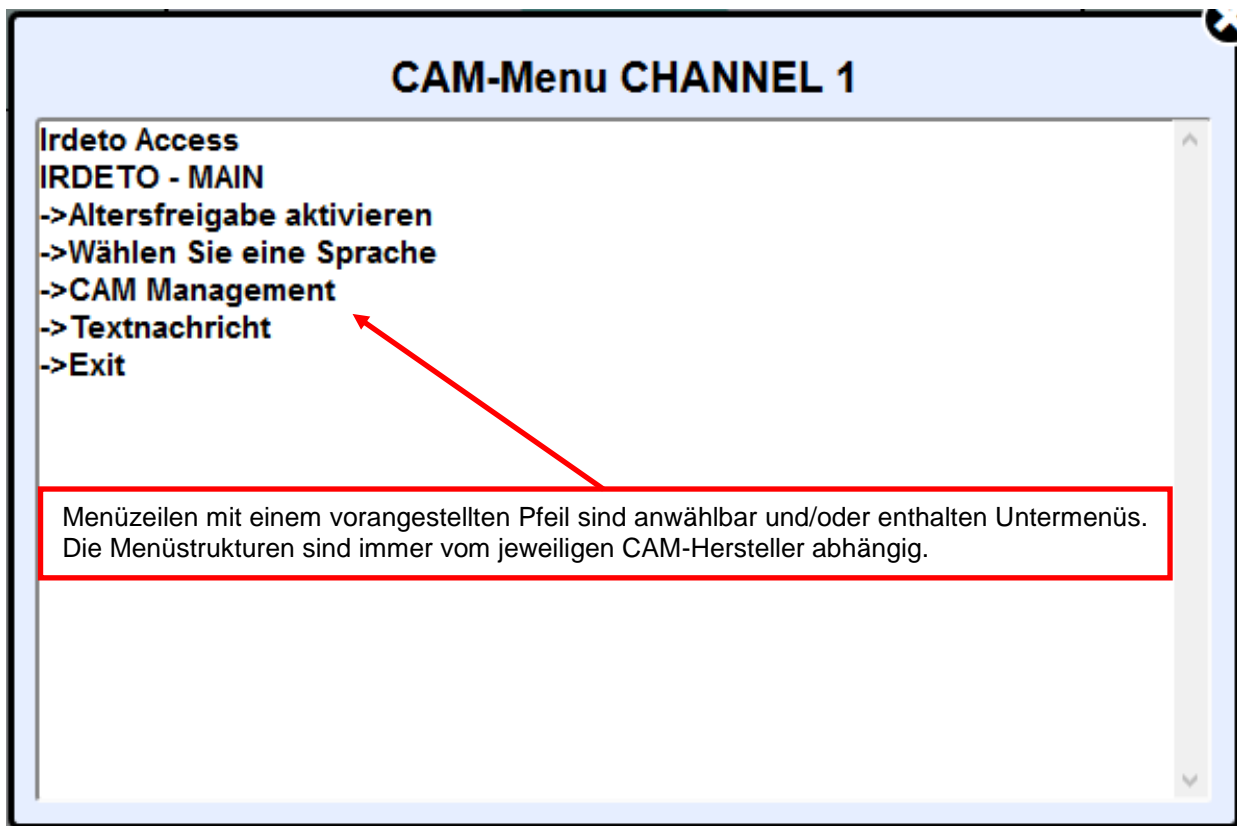 CAM-Menu CHANNEL 1
Irdeto Access
IRDETO - MAIN
->Altersfreigabe aktivieren
->Wählen Sie eine Sprache
->CAM Management
->Textnachricht
->Exit
Menüzeilen mit einem vorangestellten Pfeil sind anwählbar und/oder enthalten Untermenüs.
Die Menüstrukturen sind immer vom jeweiligen CAM-Hersteller abhängig.